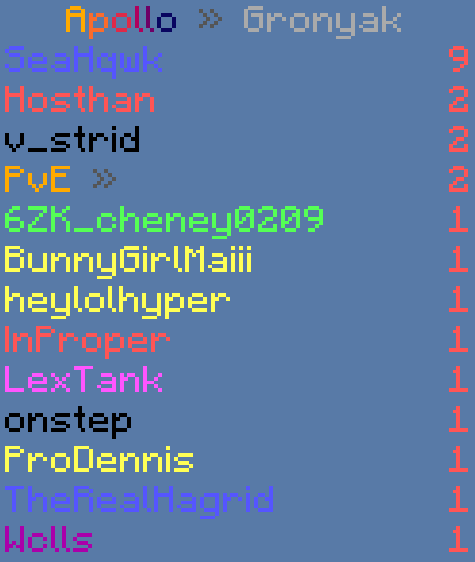 Apollo » Gronyak
SeaHqwk 9
Hosthan 2
v_strid 2
PvE » 2
6ZK_cheney0209 1
BunnyGirlMaiii 1
heylolhyper 1
InProper 1
LexTank 1
onstep 1
ProDennis 1
TheRealHagrid 1
Wolls 1